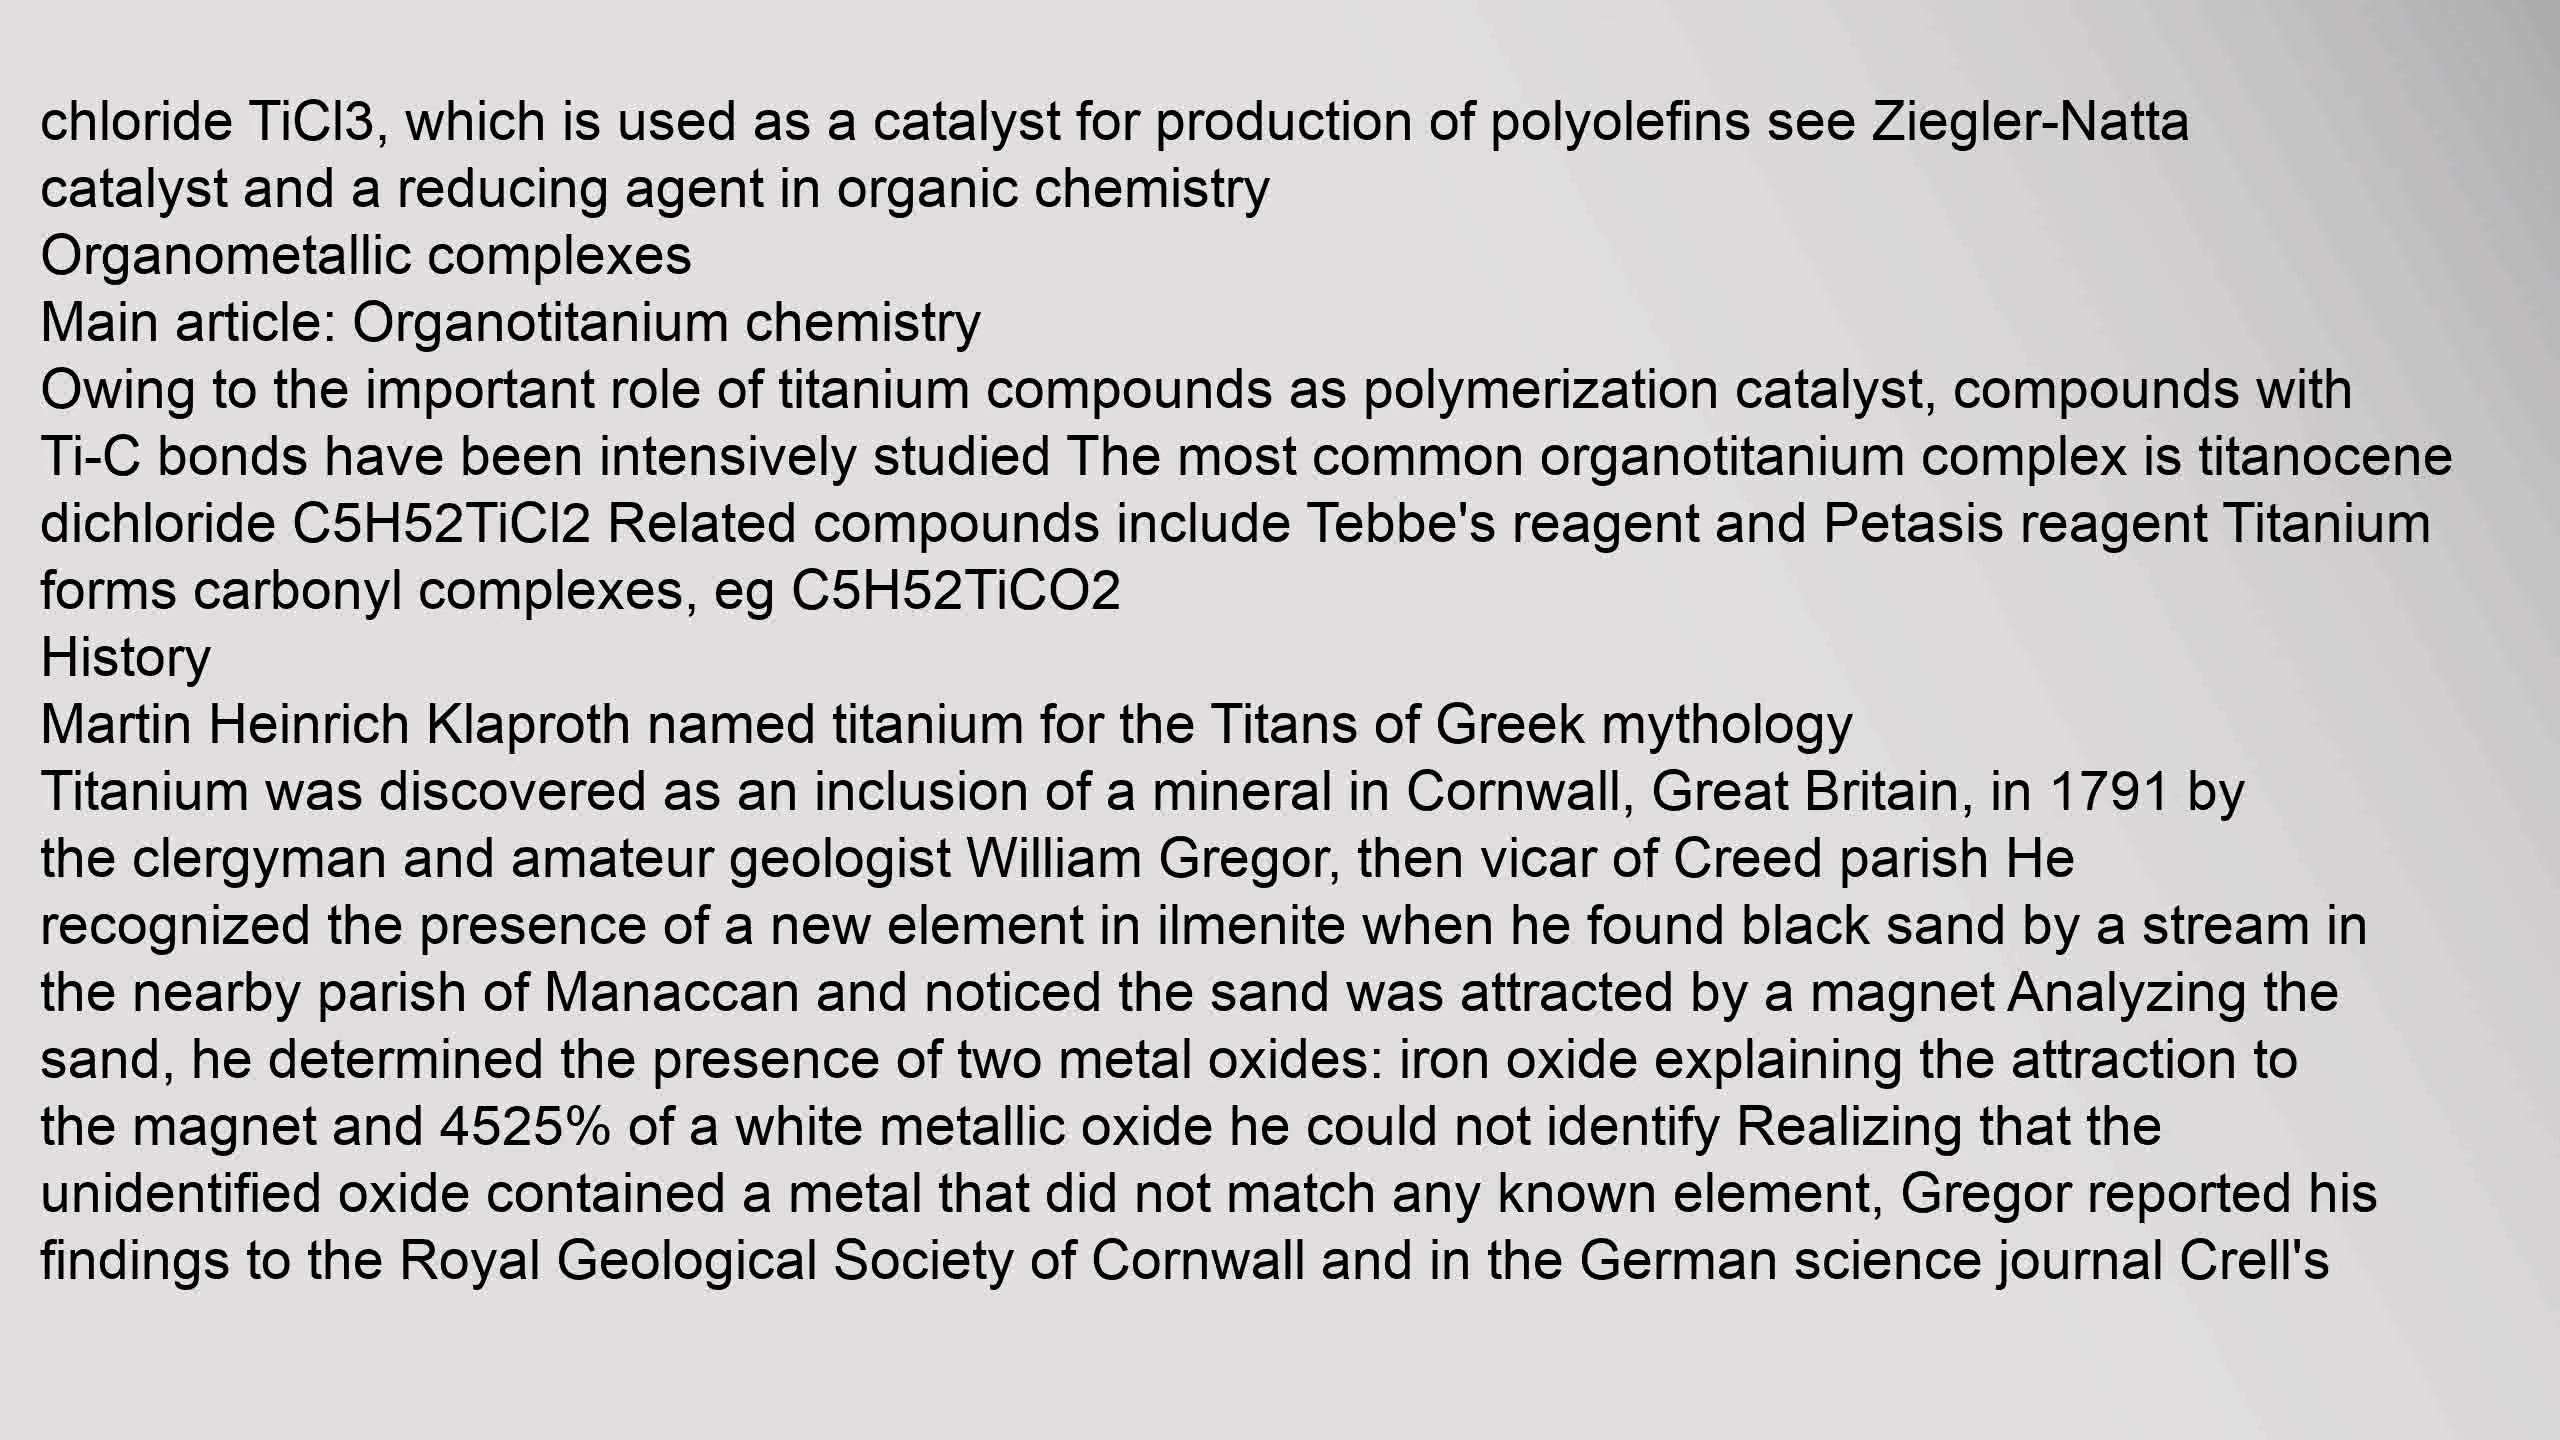 chloride TiCl3, which is used as a catalyst for production of polyolefins see Ziegler-Natta
catalyst and a reducing agent in organic chemistry
Organometallic complexes
Main article: Organotitanium chemistry
Owing to the important role of titanium compounds as polymerization catalyst, compounds with
Ti-C bonds have been intensively studied The most common organotitanium complex is titanocene
dichloride C5H52TiCl2 Related compounds include Tebbe's reagent and Petasis reagent Titanium
forms carbonyl complexes, eg C5H52TiCO2
History
Martin Heinrich Klaproth named titanium for the Titans of Greek mythology
Titanium was discovered as an inclusion of a mineral in Cornwall, Great Britain, in 1791 by
the clergyman and amateur geologist William Gregor, then vicar of Creed parish He
recognized the presence of a new element in ilmenite when he found black sand by a stream in
the nearby parish of Manaccan and noticed the sand was attracted by a magnet Analyzing the
sand, he determined the presence of two metal oxides: iron oxide explaining the attraction to
the magnet and 4525% of a white metallic oxide he could not identify Realizing that the
unidentified oxide contained a metal that did not match any known element, Gregor reported his
findings to the Royal Geological Society of Cornwall and in the German science journal Crell's